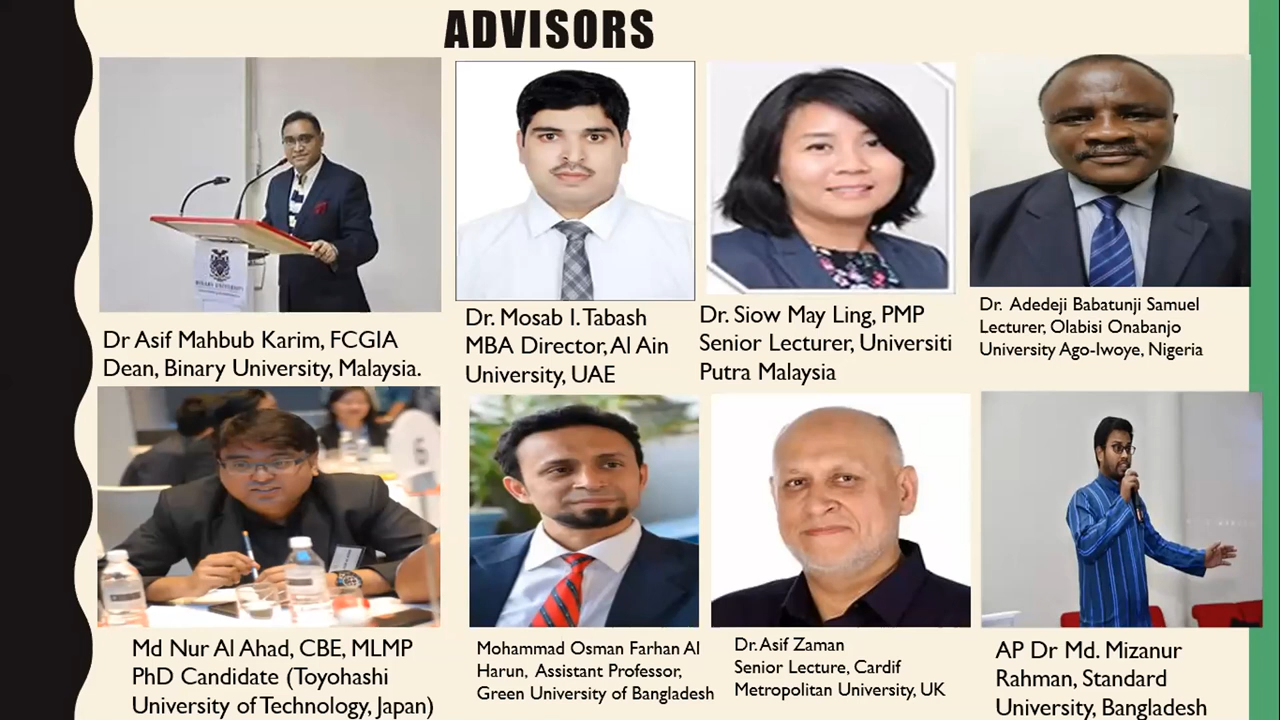 ADVISORS
BINARY UNIVERSITY
Dr Asif Mahbub Karim, FCGIA
Dean, Binary University, Malaysia.
Dr. Mosab I. Tabash
MBA Director, Al Ain
University, UAE
Dr. Siow May Ling, PMP
Senior Lecturer, Universiti
Putra Malaysia
Dr. Adedeji Babatunji Samuel
Lecturer, Olabisi Onabanjo
University Ago-Iwoye, Nigeria
6
Md Nur Al Ahad, CBE, MLMP
PhD Candidate (Toyohashi
University of Technology, Japan)
Mohammad Osman Farhan Al
Harun, Assistant Professor,
Green University of Bangladesh
Dr. Asif Zaman
Senior Lecture, Cardif
Metropolitan University, UK
AP Dr Md. Mizanur
Rahman, Standard
University, Bangladesh